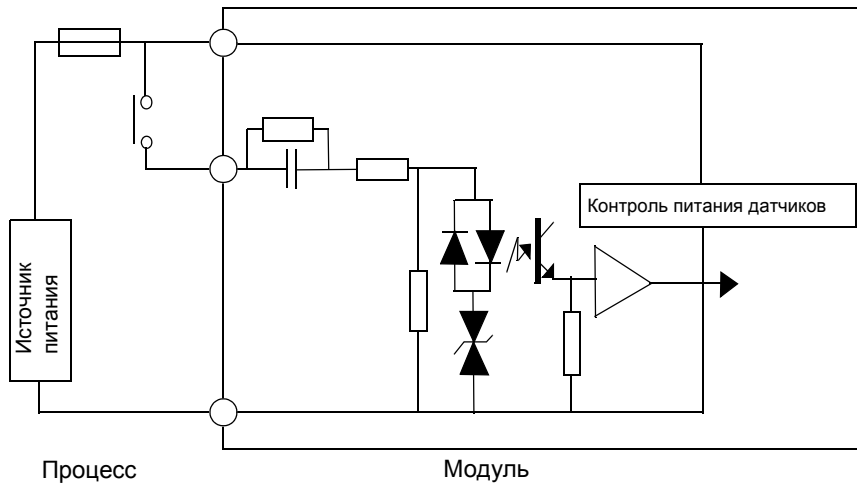 Контроль питания датчиков
Источник
питания
Процесс
Модуль